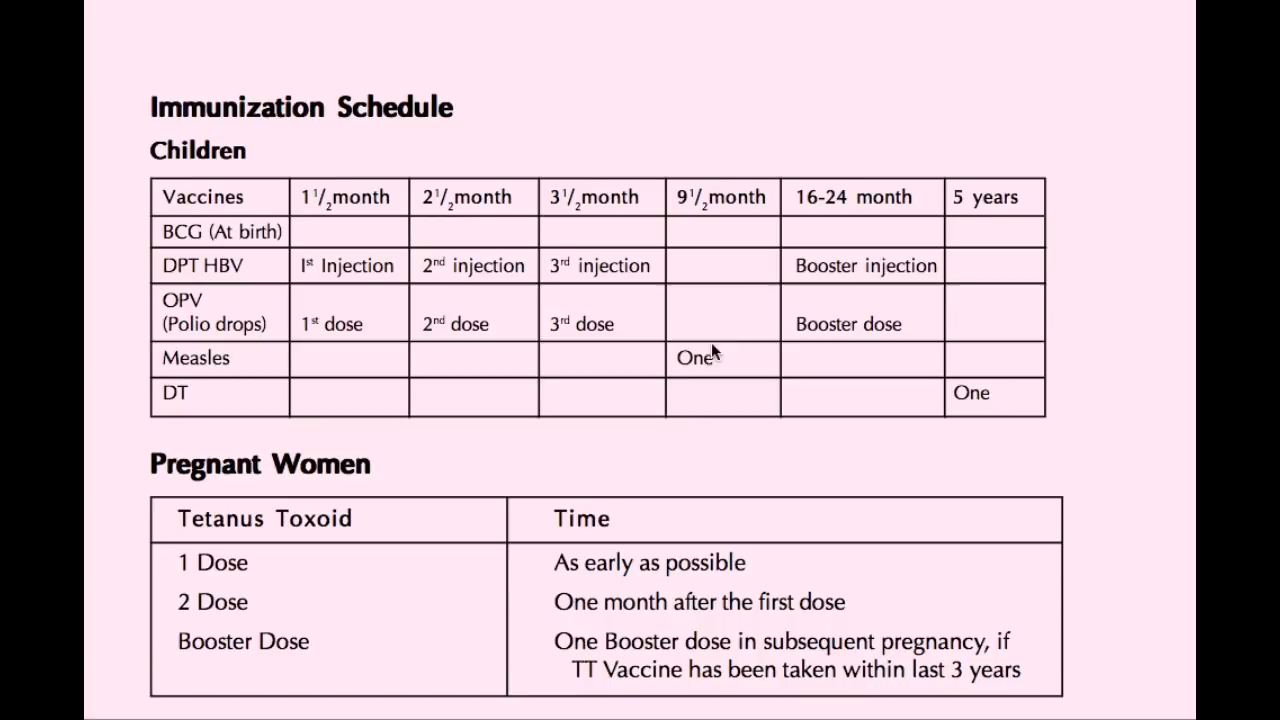 Immunization Schedule
Children
Vaccines 1 1/2 month 2 1/2 month 3 1/2 month 9 1/2 month 16-24 month 5 years
BCG (At birth)
DPT HBV Ist Injection 2nd injection 3rd injection Booster injection
OPV
(Polio drops) 1st dose 2nd dose 3rd dose Booster dose
Measles One
DT One
Pregnant Women
Tetanus Toxoid Time
1 Dose As early as possible
2 Dose One month after the first dose
Booster Dose One Booster dose in subsequent pregnancy, if
TT Vaccine has been taken within last 3 years